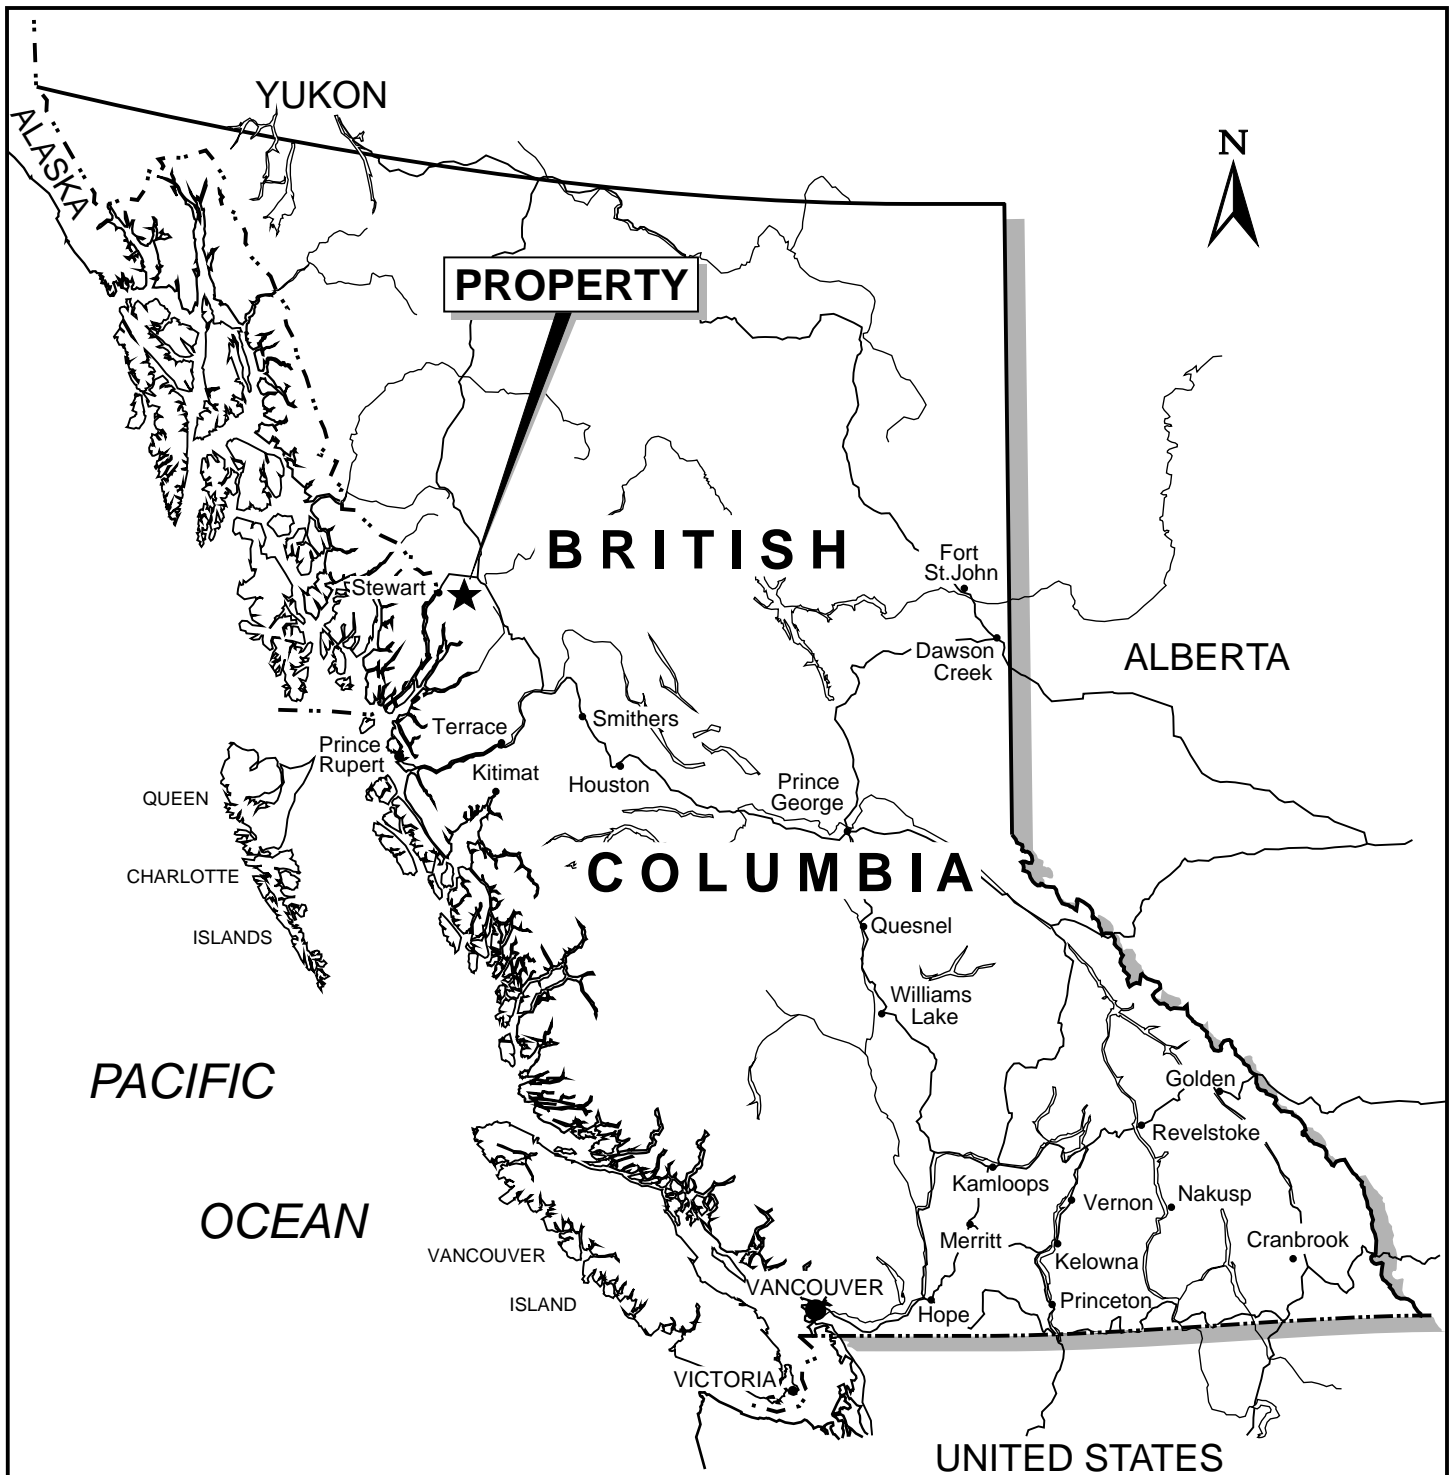 YUKON
ALASKA
N
PROPERTY
BRITISH
Fort
St.John
Stewart
Dawson
Creek
ALBERTA
Smithers
Terrace
Prince
Rupert
Kitimat
Houston
Prince
George
QUEEN
CHARLOTTE
ISLANDS
COLUMBIA
Quesnel
Williams
Lake
PACIFIC
OCEAN
Golden
Revelstoke
Kamloops
Vernon
Nakusp
Merritt
Kelowna
Cranbrook
VANCOUVER
ISLAND
VANCOUVER
Hope
Princeton
VICTORIA
UNITED STATES